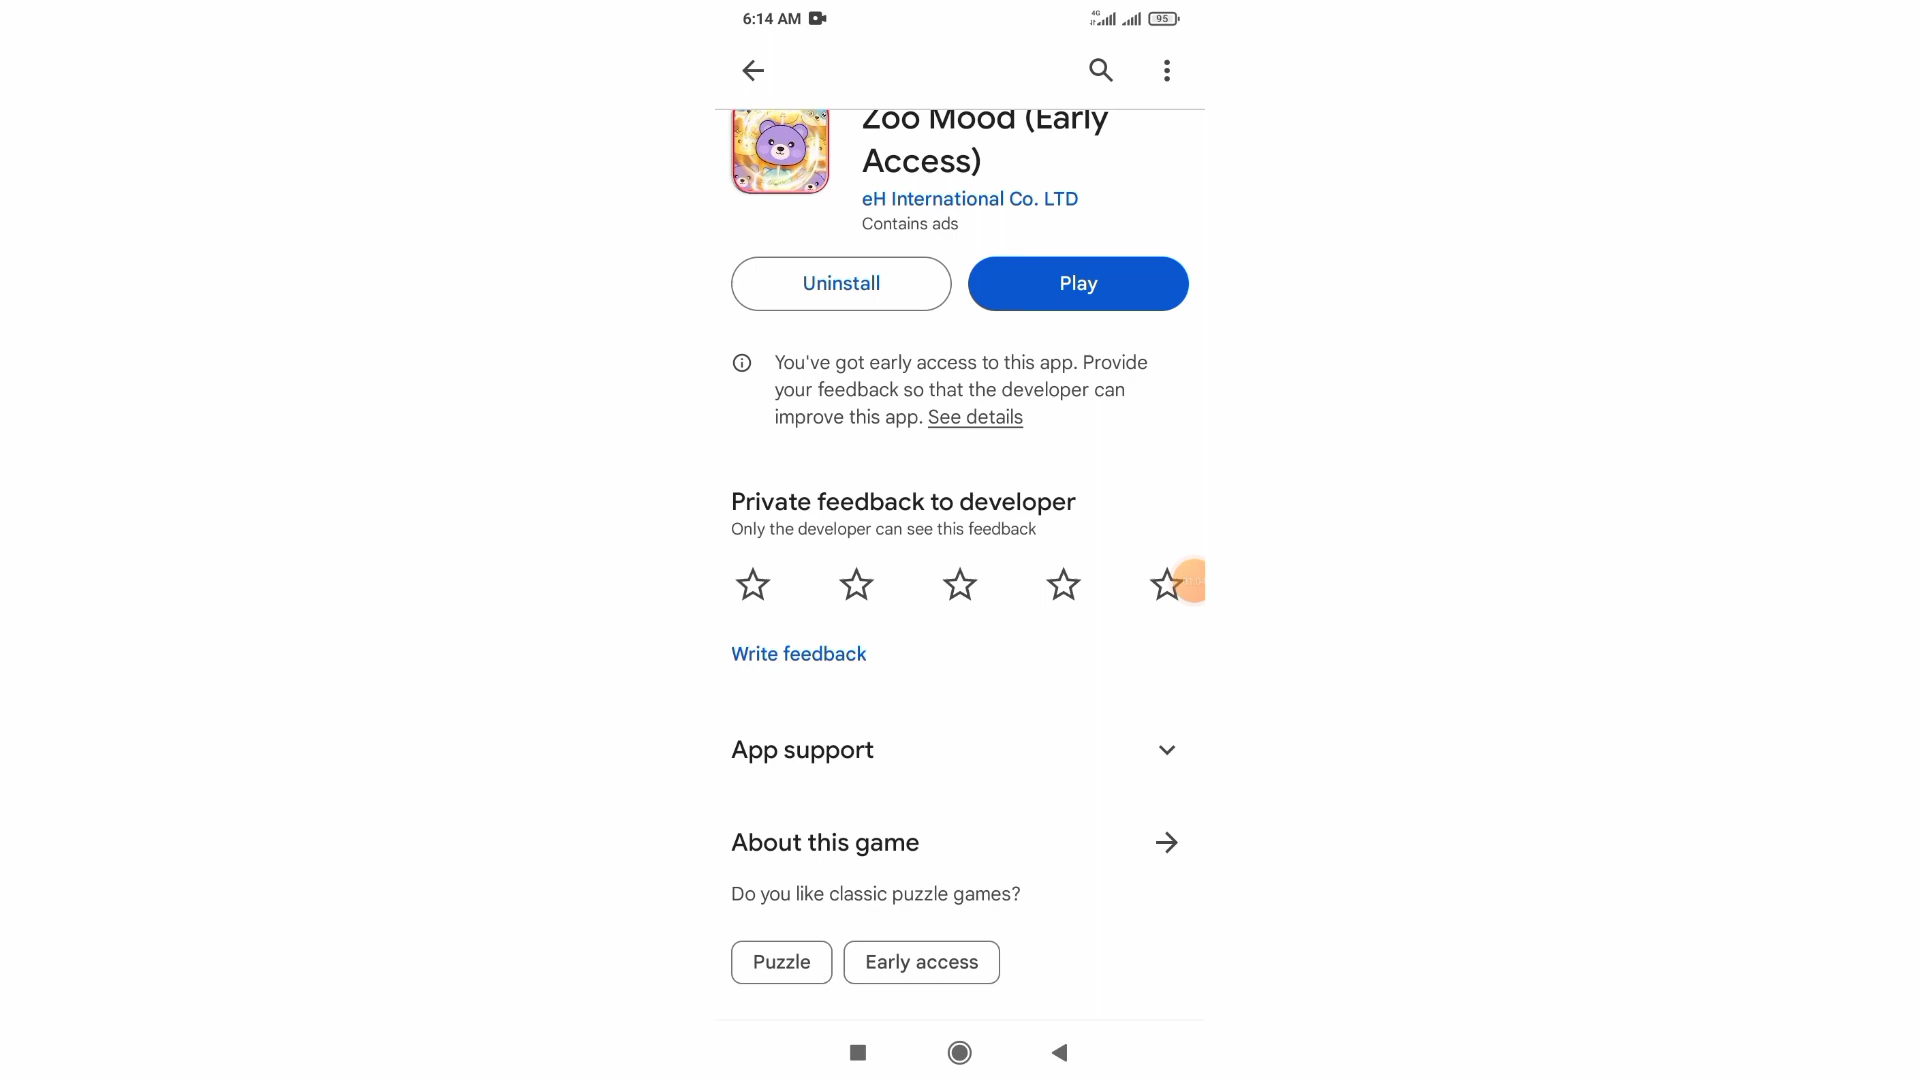 6:14 AM
4G
95
Zoo Mood (Early
Access)
eH International Co. LTD
Contains ads
Uninstall
Play
You've got early access to this app. Provide
your feedback so that the developer can
improve this app. See details
Private feedback to developer
Only the developer can see this feedback
Write feedback
App support
About this game
Do you like classic puzzle games?
Puzzle
Early access